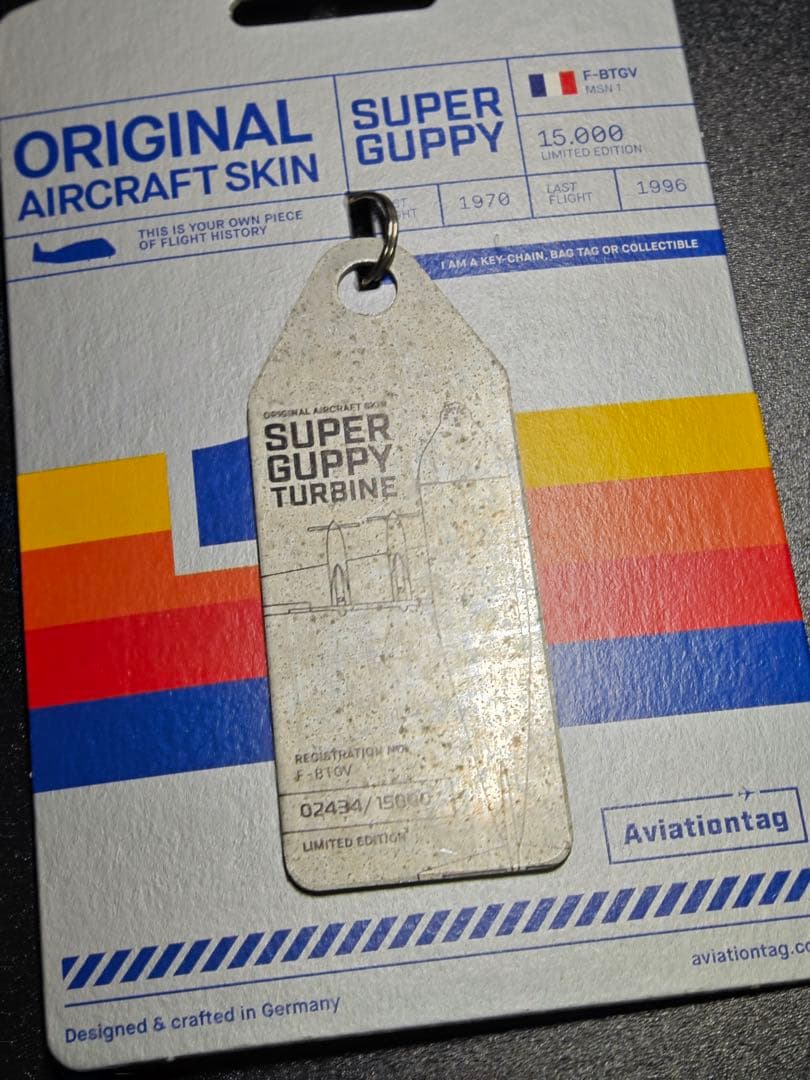 ORIGINAL
AIRCRAFT SKIN
THIS IS YOUR OWN PIECE
OF FLIGHT HISTORY
SUPER
GUPPY
F-BTGV
MSN 1
15.000
LIMITED EDITION
1970
LAST
FLIGHT
1996
I AM A KEY-CHAIN, BAG TAG OR COLLECTIBLE
ORIGINAL AIRCRAFT SKIN
SUPER
GUPPY
TURBINE
REGISTRATION NO.
F-BTGV
02434/15000
LIMITED EDITION
Aviationtag
Designed & crafted in Germany